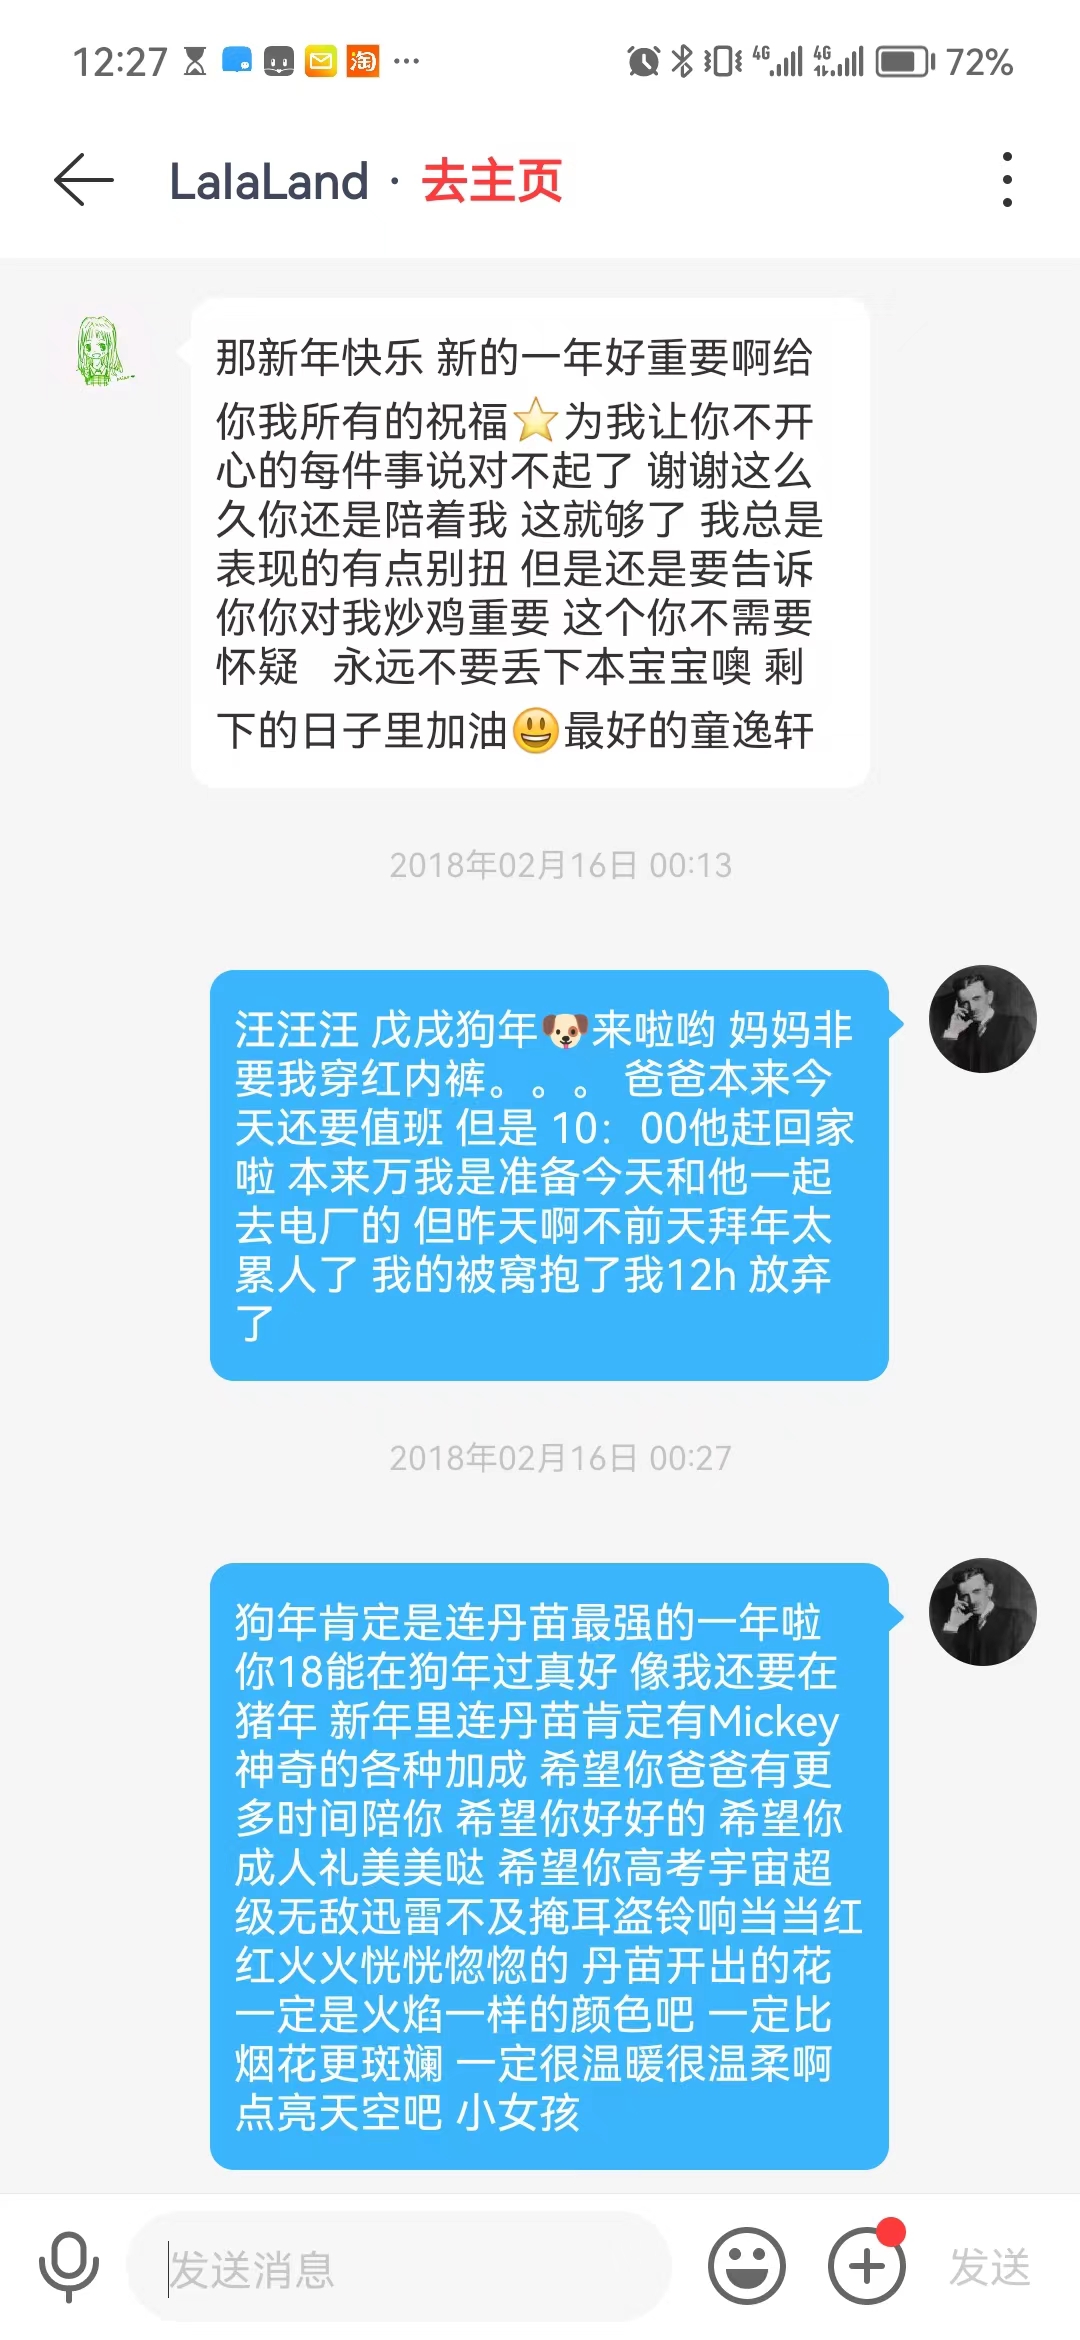 12:27 淘 ··· 4G 4G 72%
LalaLand · 去主页
那新年快乐 新的一年好重要啊给
你我所有的祝福⭐为我让你不开
心的每件事说对不起了 谢谢这么
久你还是陪着我 这就够了 我总是
表现的有点别扭 但是还是要告诉
你你对我炒鸡重要 这个你不需要
怀疑 永远不要丢下本宝宝噢 剩
下的日子里加油😃最好的童逸轩
2018年02月16日 00:13
汪汪汪 戊戌狗年🐶来啦哟 妈妈非
要我穿红内裤。。。 爸爸本来今
天还要值班 但是 10：00他赶回家
啦 本来万我是准备今天和他一起
去电厂的 但昨天啊不前天拜年太
累人了 我的被窝抱了我12h 放弃
了
2018年02月16日 00:27
狗年肯定是连丹苗最强的一年啦
你18能在狗年过真好 像我还要在
猪年 新年里连丹苗肯定有Mickey
神奇的各种加成 希望你爸爸有更
多时间陪你 希望你好好的 希望你
成人礼美美哒 希望你高考宇宙超
级无敌迅雷不及掩耳盗铃响当当红
红火火恍恍惚惚的 丹苗开出的花
一定是火焰一样的颜色吧 一定比
烟花更斑斓 一定很温暖很温柔啊
点亮天空吧 小女孩
发送消息
发送